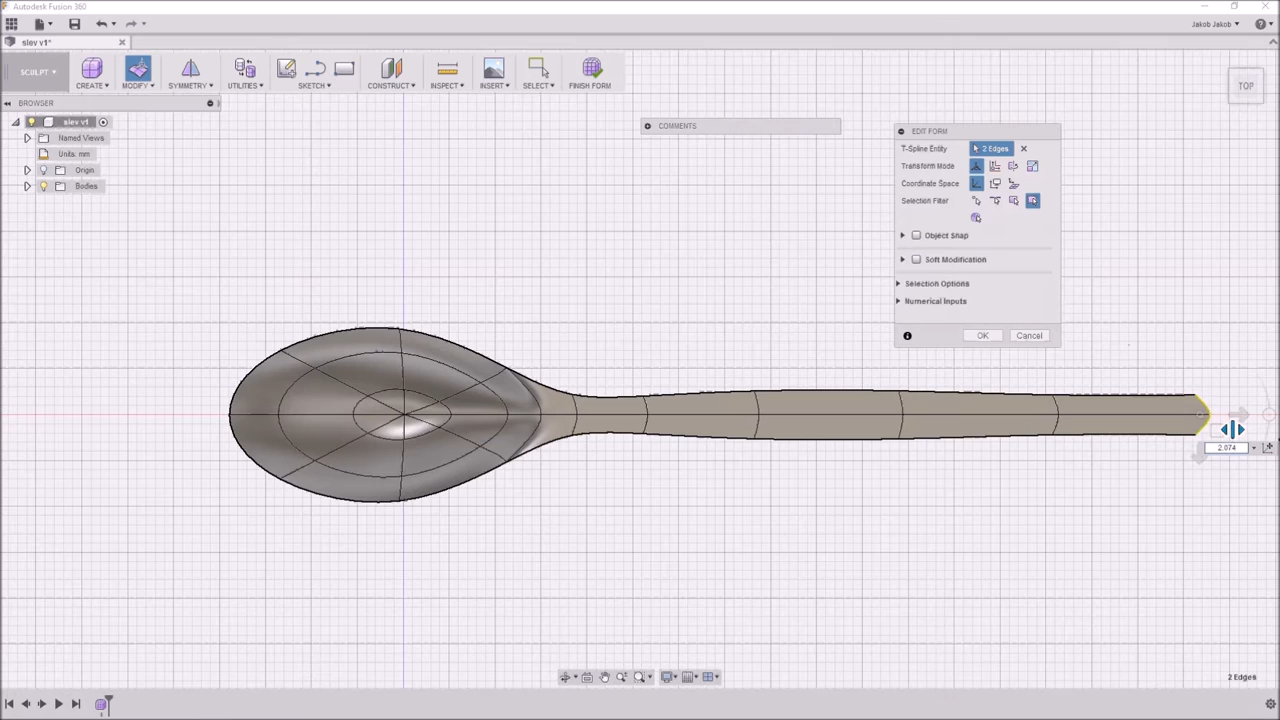 Autodesk Fusion 360
Jakob Jakob
slev v1*
SCULPT
CREATE
MODIFY
SYMMETRY
UTILITIES
SKETCH
CONSTRUCT
INSPECT
INSERT
SELECT
FINISH FORM
TOP
BROWSER
slev v1
Named Views
Units: mm
Origin
Bodies
COMMENTS
EDIT FORM
T-Spline Entity
2 Edges
Transform Mode
Coordinate Space
Selection Filter
Object Snap
Soft Modification
Selection Options
Numerical Inputs
OK
Cancel
2.074
2 Edges